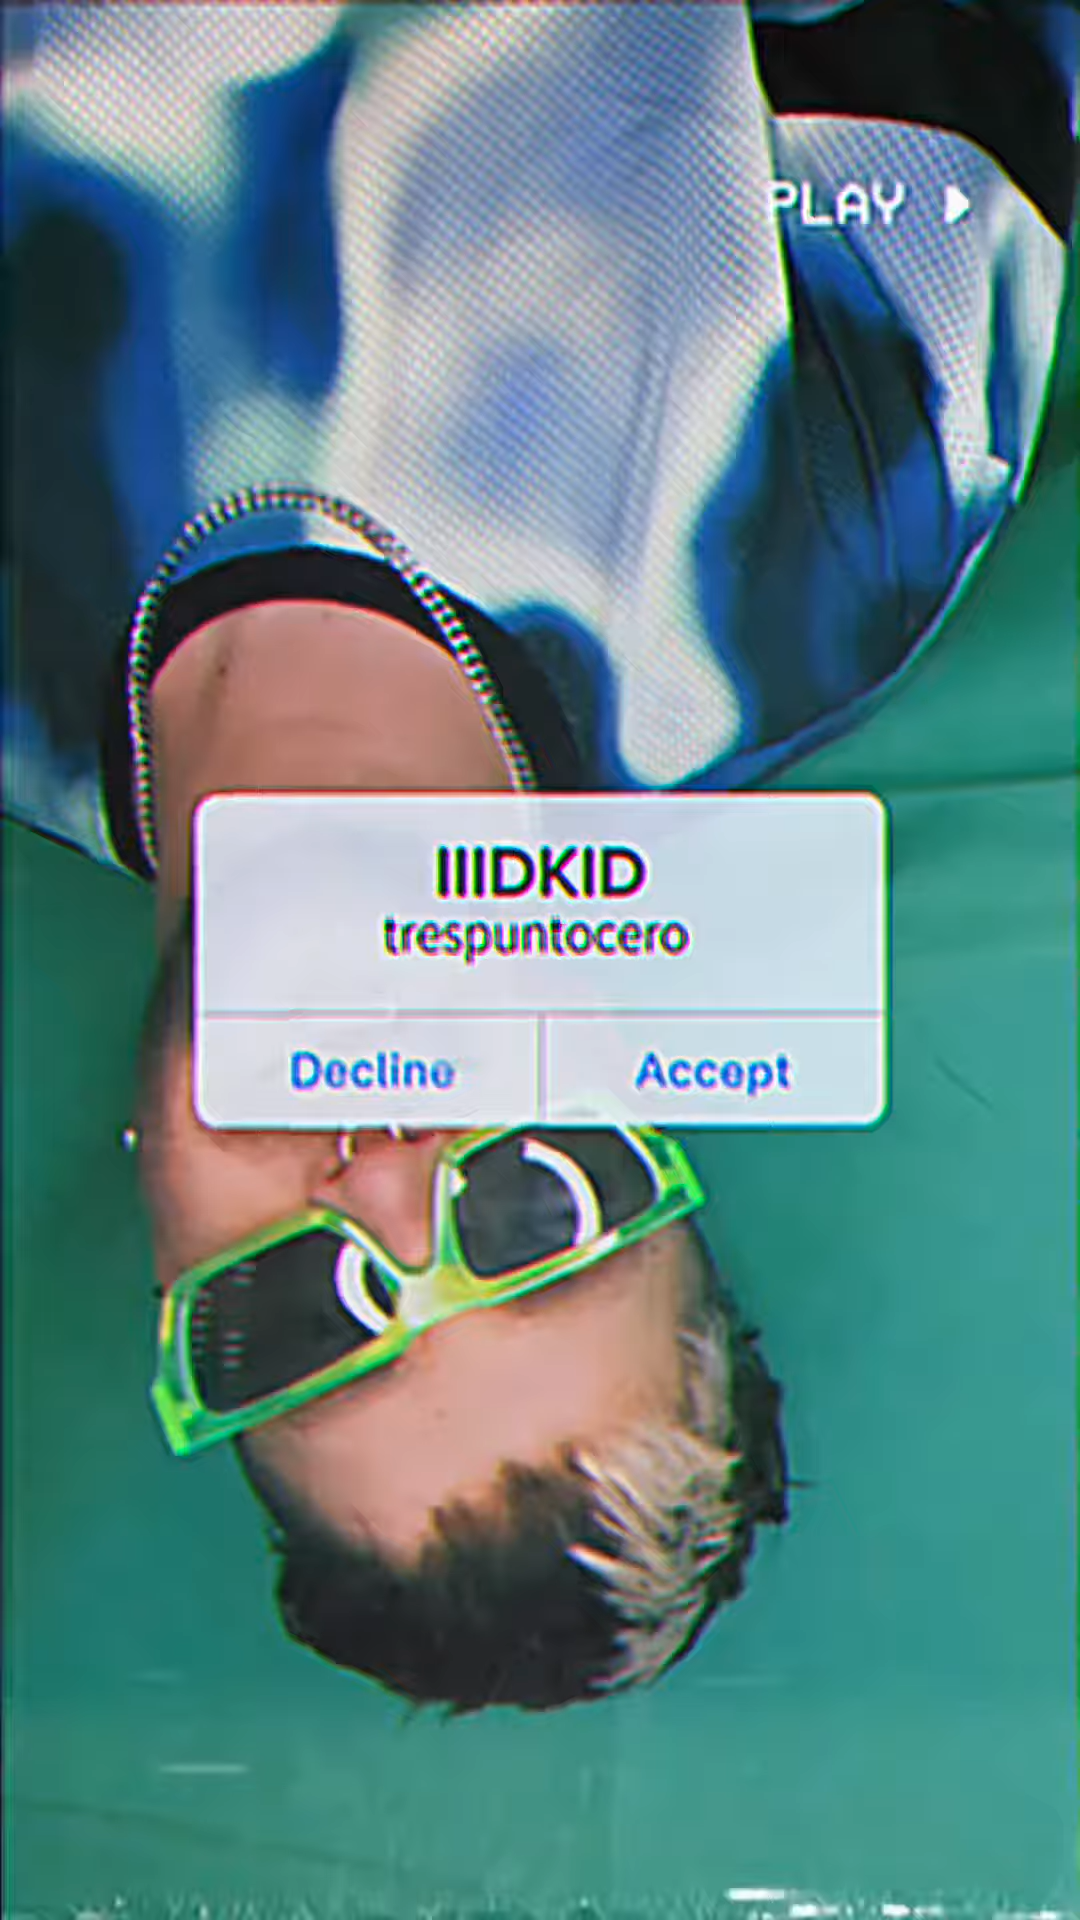 PLAY
IIIDKID
trespuntocero
Decline
Accept